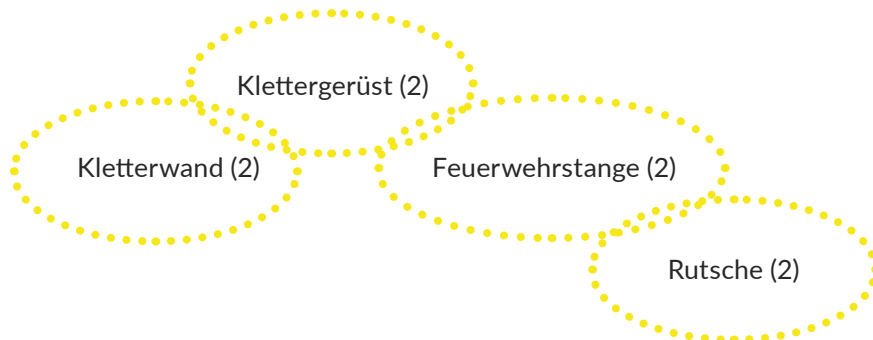 Klettergerüst (2)
Kletterwand (2)
Feuerwehrstange (2)
Rutsche (2)